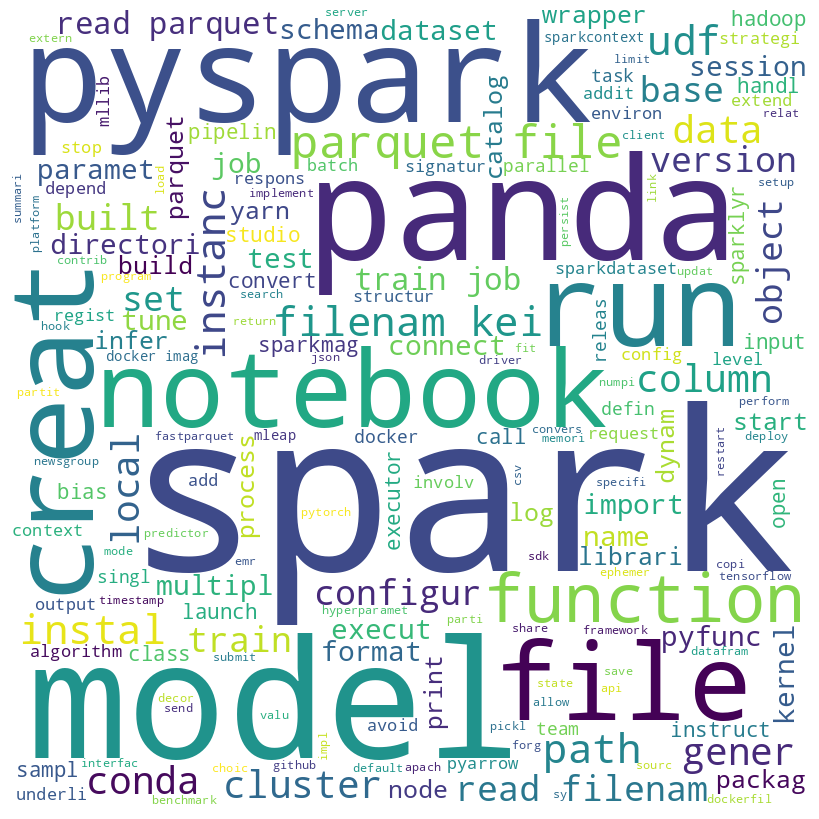 server
extern
read parquet
schema
dataset
wrapper
hadoop
pyspark
sparkcontext
udf
strategi
limit
session
mllib
task
addit
base
handl
extend
environ
relat
stop
pipelin
parquet file
catalog
client
data
paramet
parquet
job
batch
signatur
parallel
version
summari
depend
load
respons
implement
panda
link
setup
platform
built
instanc
yarn
persist
object
directori
studio
test
contrib
build
convert
train job
sparkdataset
updat
sparklyr
program
creat
set
search
structur
run
regist
tune
return
filenam kei
releas
input
hook
infer
sparkmag
connect
config
level
docker imag
json
driver
fit
partit
notebook
numpi
column
perform
local
defin
start
fastparquet
mleap
docker
call
convers
memori
request
dynam
restart
deploy
newsgroup
add
process
executor
involv
csv
spark
specifi
open
bias
import
context
pytorch
log
name
predictor
mode
emr
sdk
librari
copi
singl
multipl
ephemer
tensorflow
output
timestamp
configur
function
launch
hyperparamet
parti
instal
train
execut
share
framework
pyfunc
kernel
algorithm
class
submit
format
print
file
save
datafram
model
decor
send
state
api
allow
valu
impl
avoid
pickl
team
instruct
interfac
choic
github
default
apach
forg
path
gener
sampl
conda
cluster
node
pyarrow
sourc
packag
underli
benchmark
read filenam
sy
dockerfil